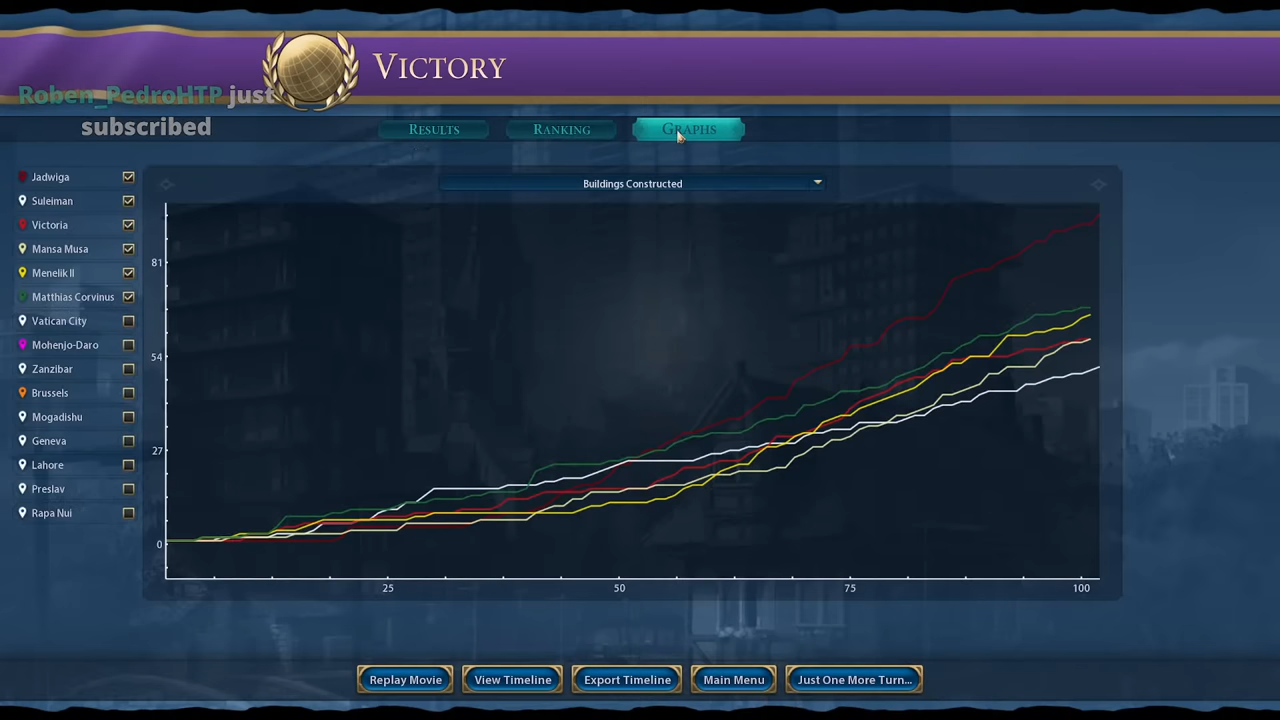 VICTORY
Roben_PedroHTP just
subscribed
RESULTS
RANKING
GRAPHS
Jadwiga
Suleiman
Victoria
Mansa Musa
Menelik II
Matthias Corvinus
Vatican City
Mohenjo-Daro
Zanzibar
Brussels
Mogadishu
Geneva
Lahore
Preslav
Rapa Nui
Buildings Constructed
81
54
27
0
25
50
75
100
Replay Movie
View Timeline
Export Timeline
Main Menu
Just One More Turn...